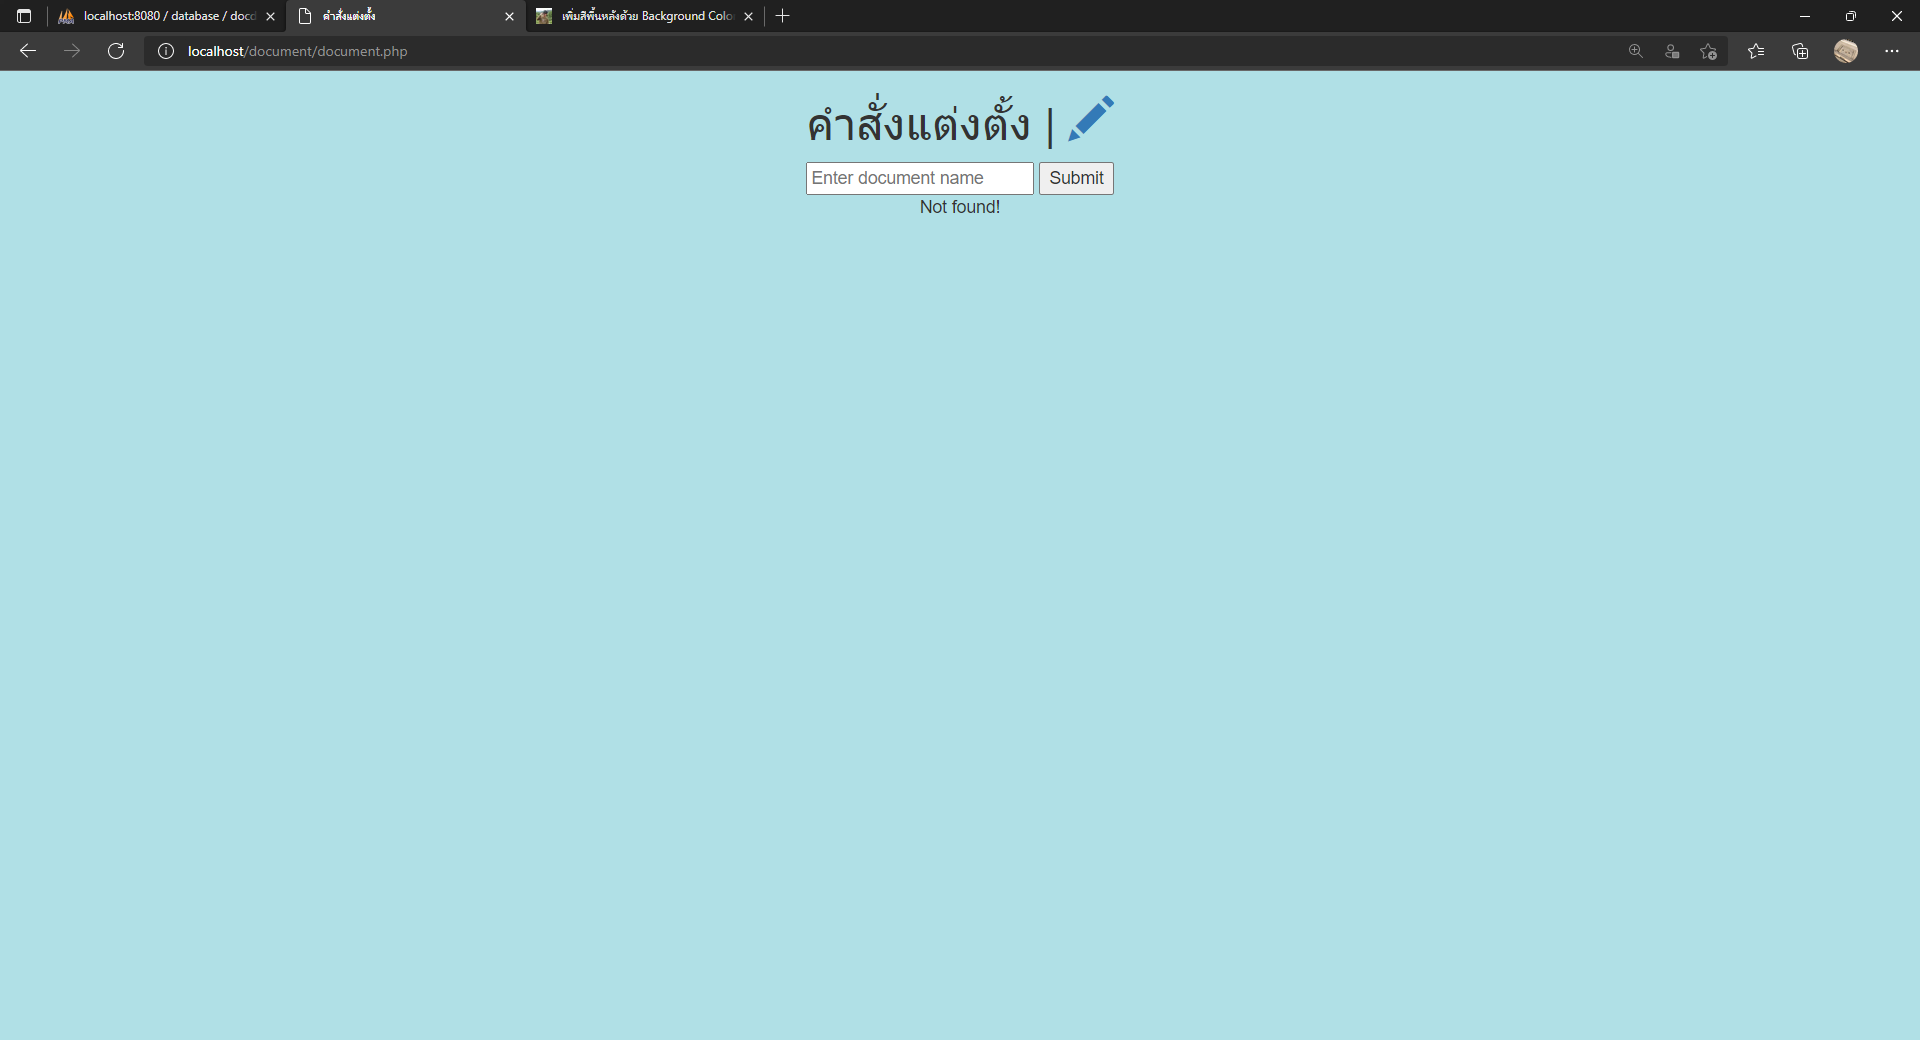 localhost:8080 / database / docd
คำสั่งแต่งตั้ง
เพิ่มสีพื้นหลังด้วย Background Color
localhost/document/document.php
คำสั่งแต่งตั้ง |
Enter document name
Submit
Not found!